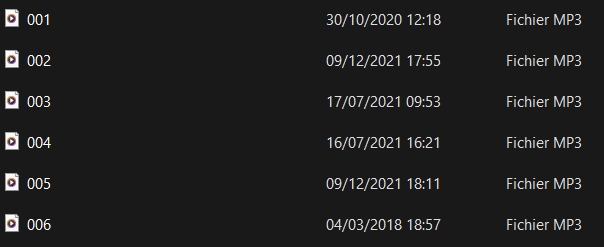 001 30/10/2020 12:18 Fichier MP3
002 09/12/2021 17:55 Fichier MP3
003 17/07/2021 09:53 Fichier MP3
004 16/07/2021 16:21 Fichier MP3
005 09/12/2021 18:11 Fichier MP3
006 04/03/2018 18:57 Fichier MP3